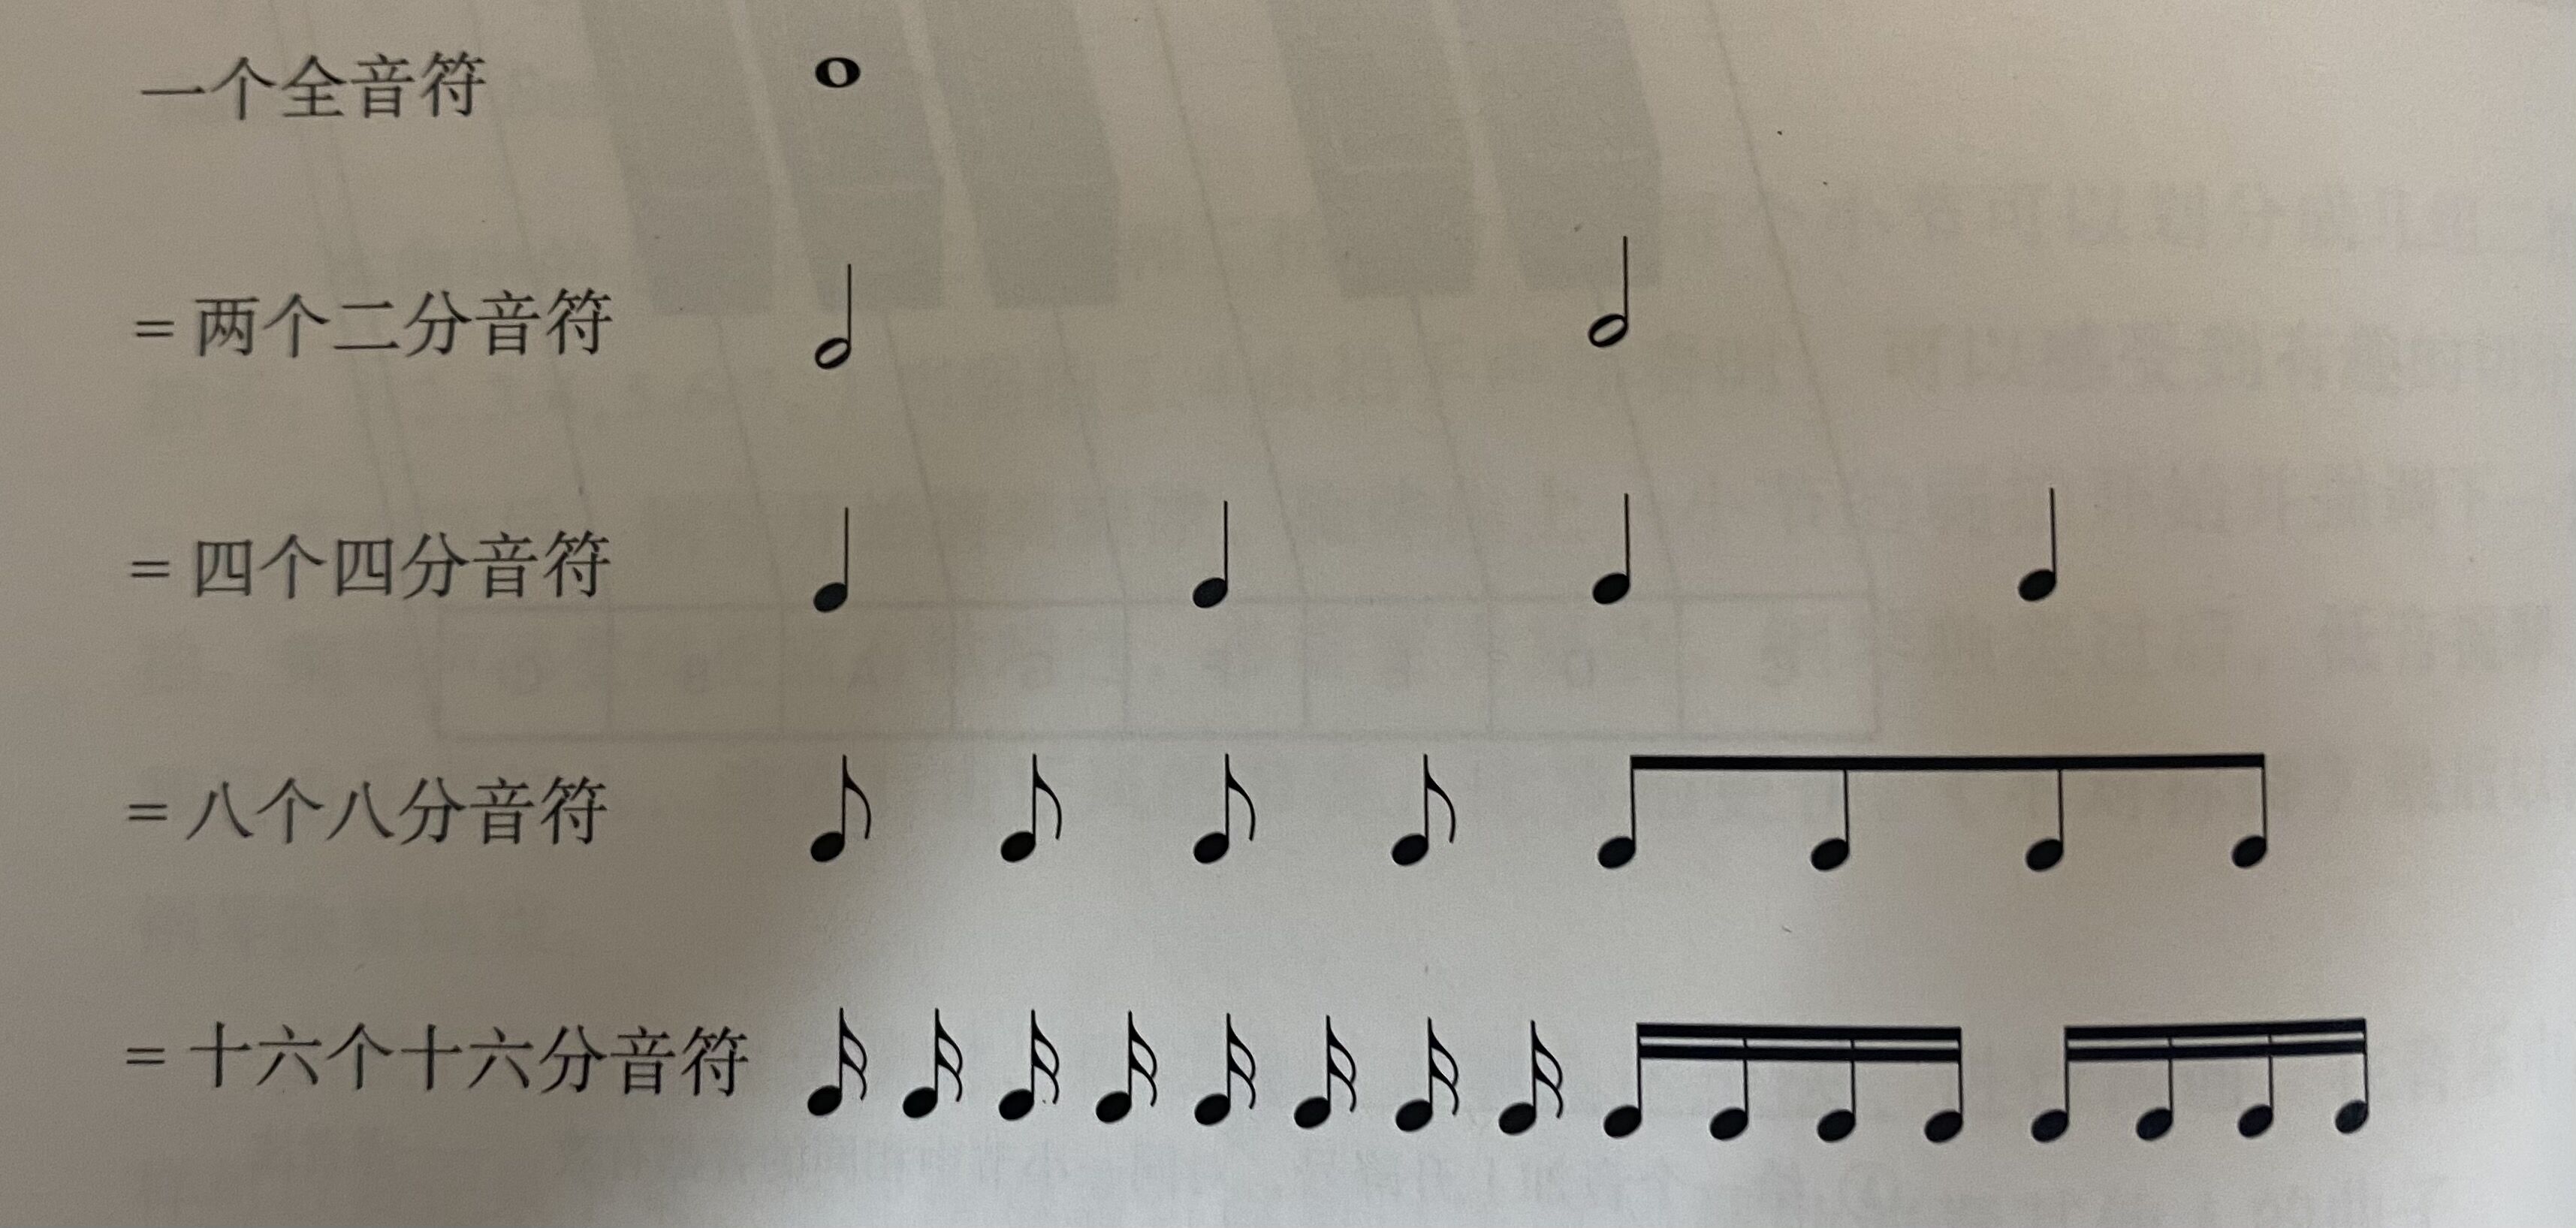 一个全音符
= 两个二分音符
= 四个四分音符
= 八个八分音符
= 十六个十六分音符